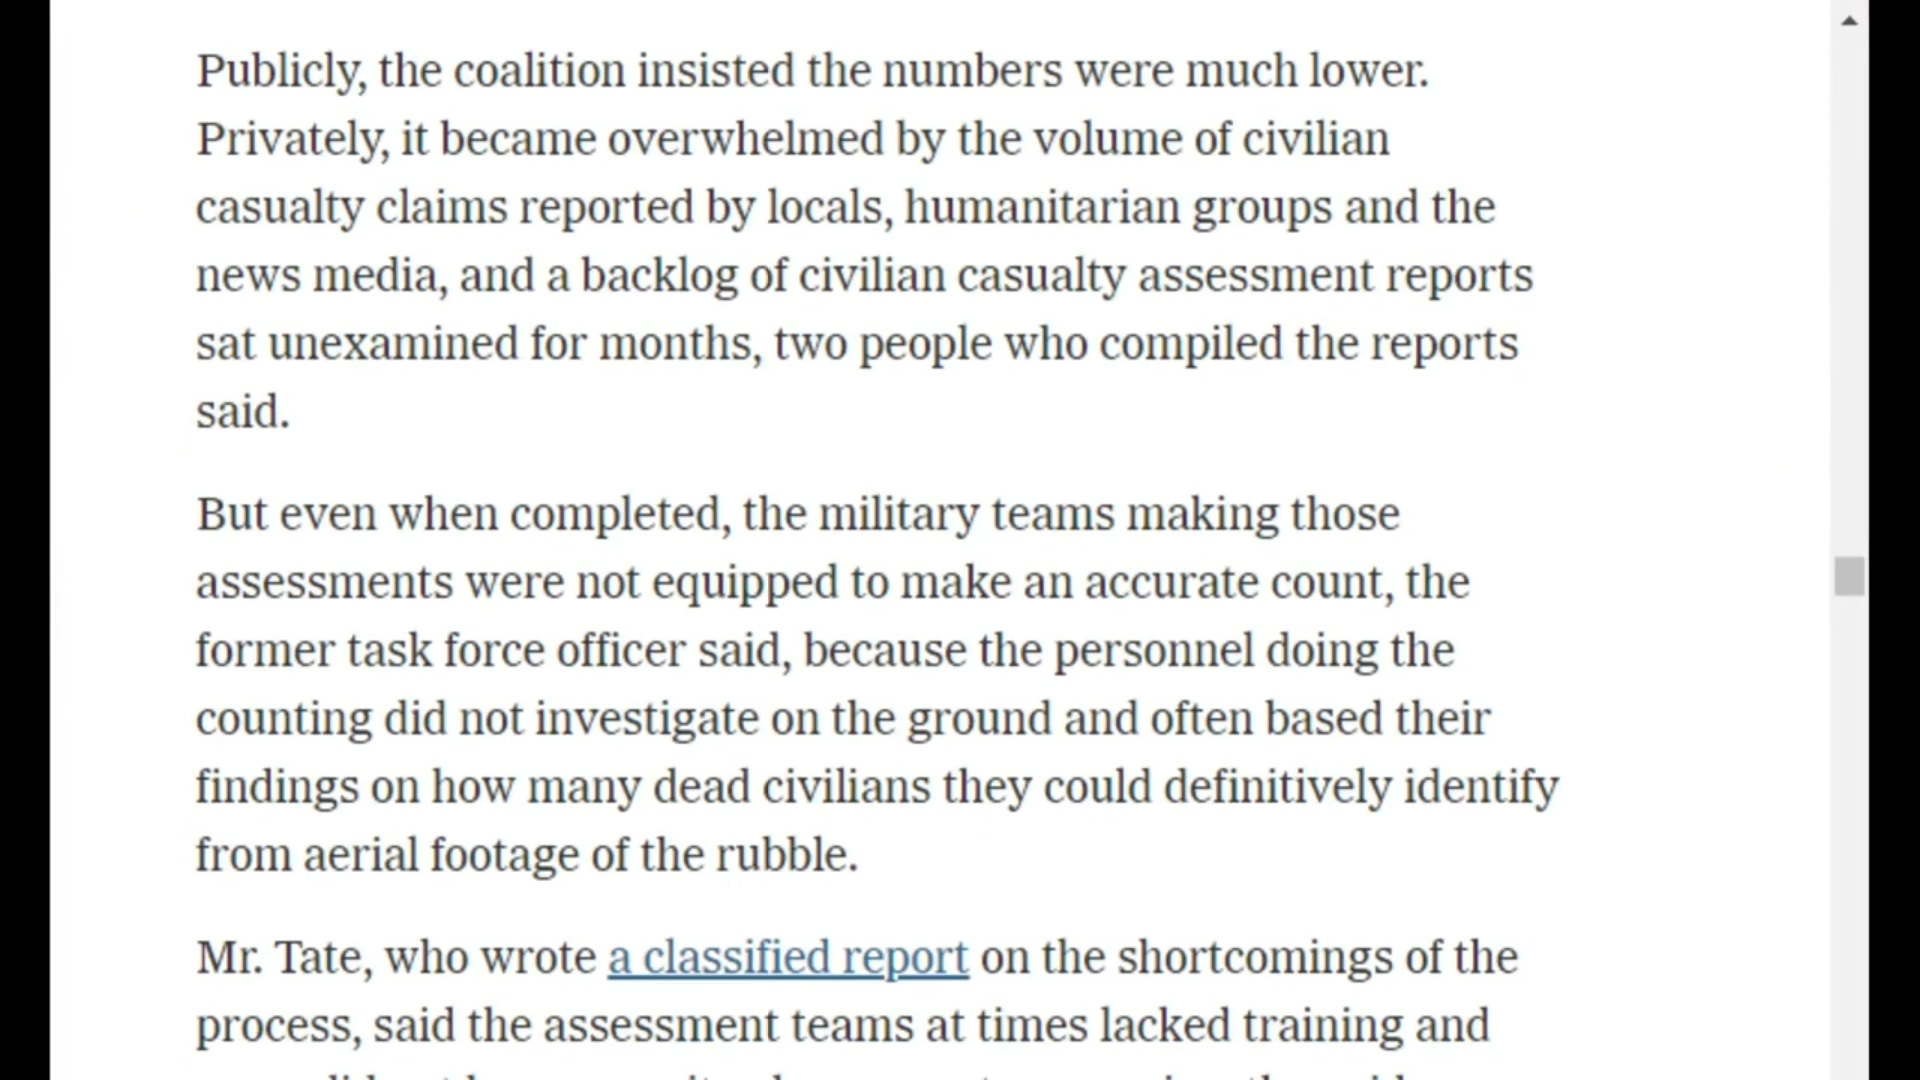 Publicly, the coalition insisted the numbers were much lower.
Privately, it became overwhelmed by the volume of civilian
casualty claims reported by locals, humanitarian groups and the
news media, and a backlog of civilian casualty assessment reports
sat unexamined for months, two people who compiled the reports
said.
But even when completed, the military teams making those
assessments were not equipped to make an accurate count, the
former task force officer said, because the personnel doing the
counting did not investigate on the ground and often based their
findings on how many dead civilians they could definitively identify
from aerial footage of the rubble.
Mr. Tate, who wrote a classified report on the shortcomings of the
process, said the assessment teams at times lacked training and